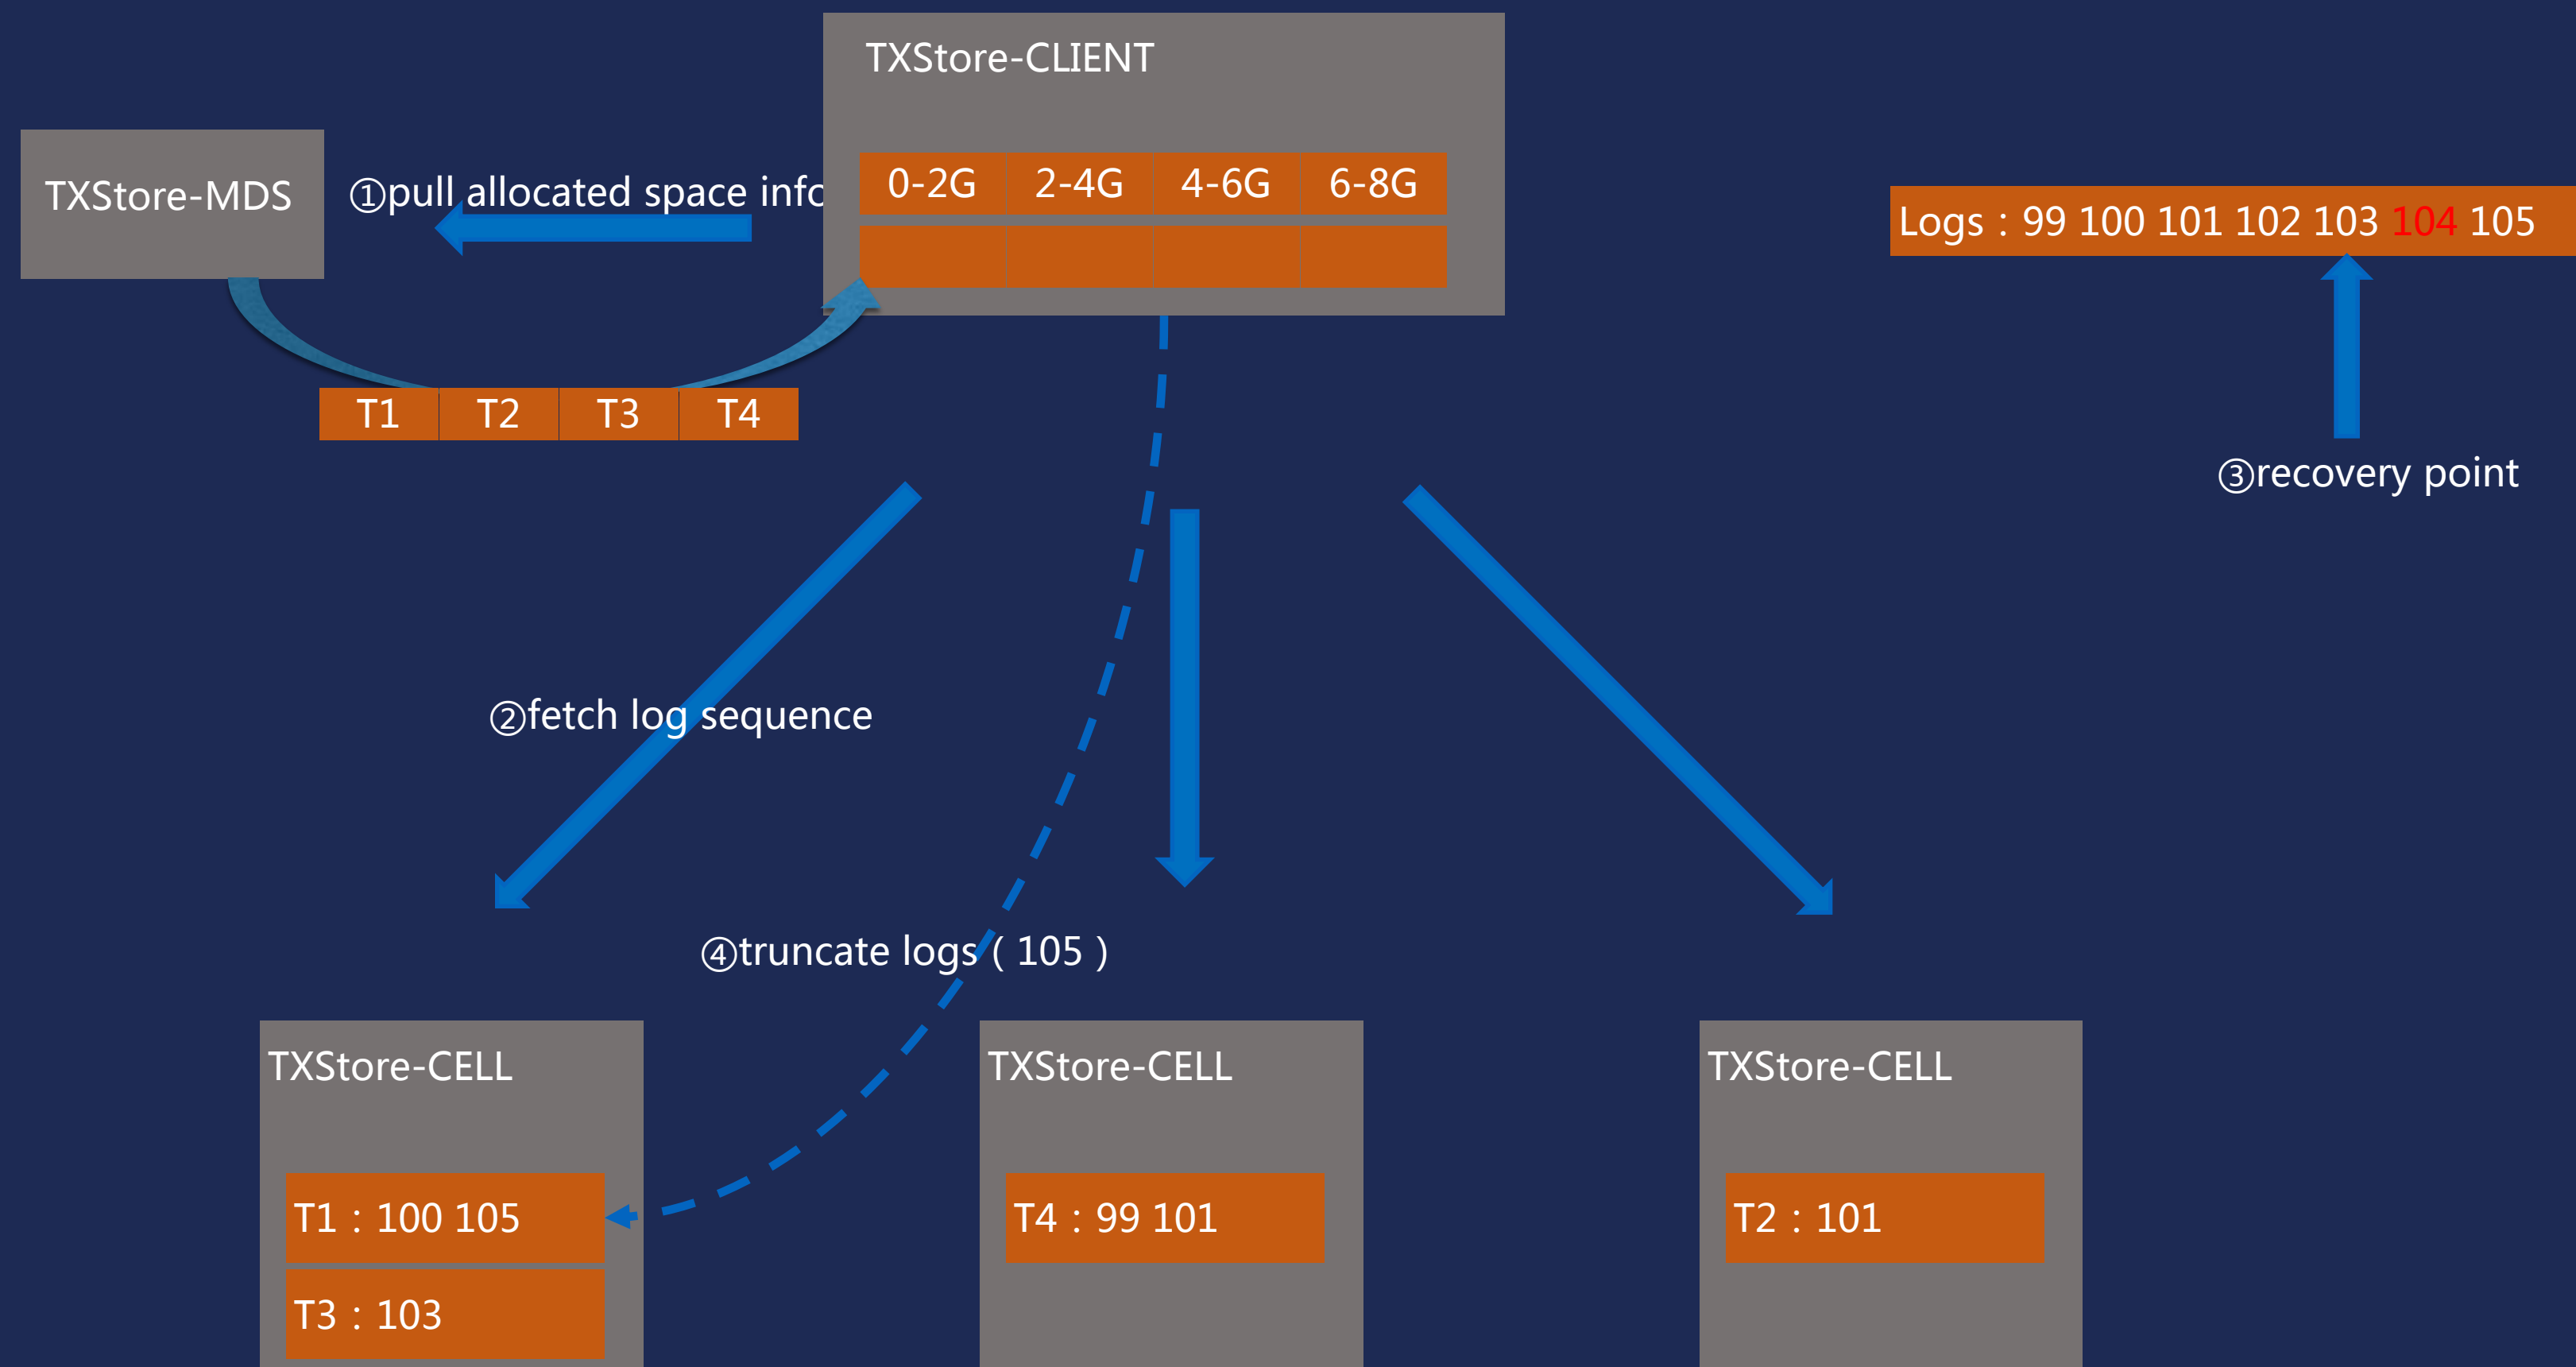 TXStore-CLIENT
TXStore-MDS
①pull allocated space info
0-2G 2-4G 4-6G 6-8G
Logs：99 100 101 102 103 104 105
T1 T2 T3 T4
③recovery point
②fetch log sequence
④truncate logs（105）
TXStore-CELL
T1：100 105
T3：103
TXStore-CELL
T4：99 101
TXStore-CELL
T2：101